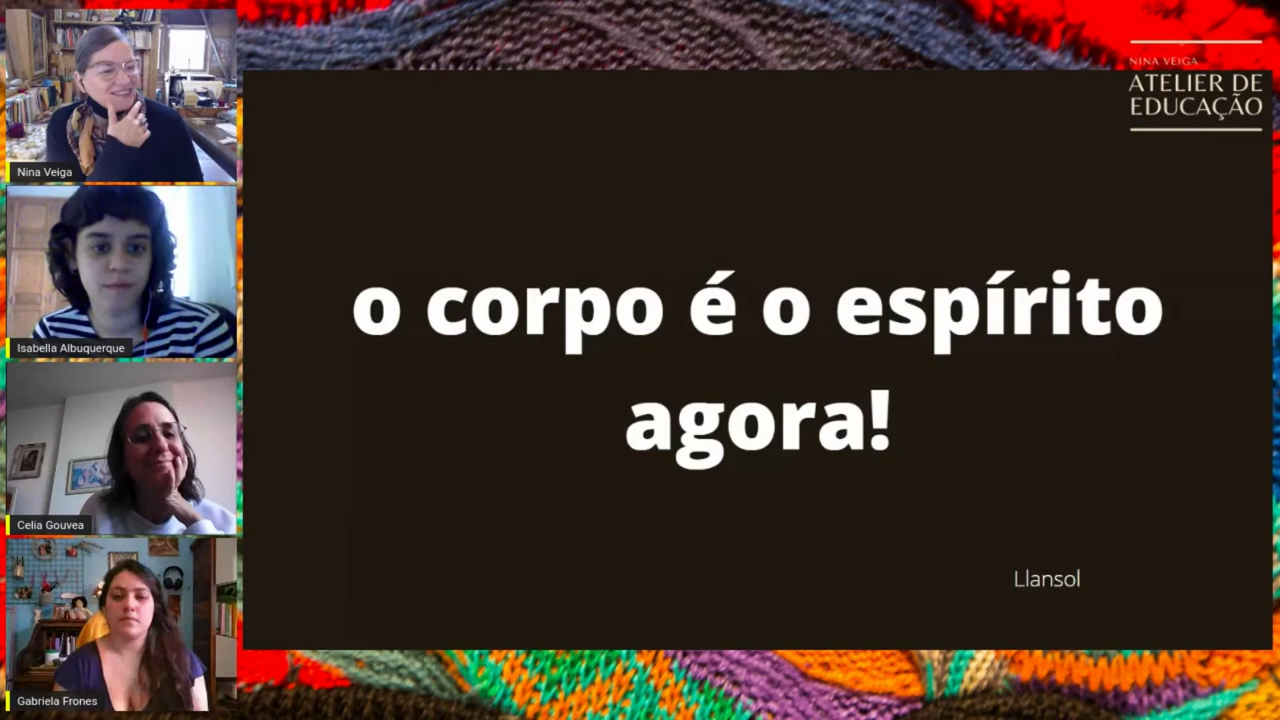 Nina Veiga
Isabella Albuquerque
Celia Gouvea
Gabriela Frones
NINA VEIGA
ATELIER DE
EDUCAÇÃO
o corpo é o espírito
agora!
Llansol